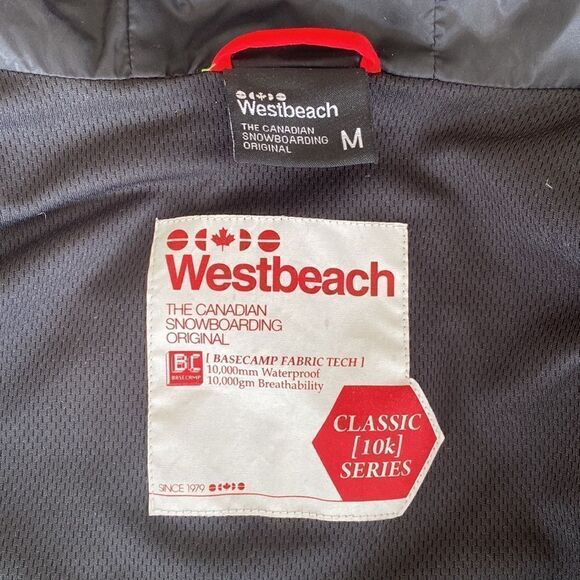 Westbeach
THE CANADIAN
SNOWBOARDING
ORIGINAL
M
Westbeach
THE CANADIAN
SNOWBOARDING
ORIGINAL
BC
BASECAMP
[ BASECAMP FABRIC TECH ]
10,000mm Waterproof
10,000gm Breathability
CLASSIC
[10k]
SERIES
SINCE 1979